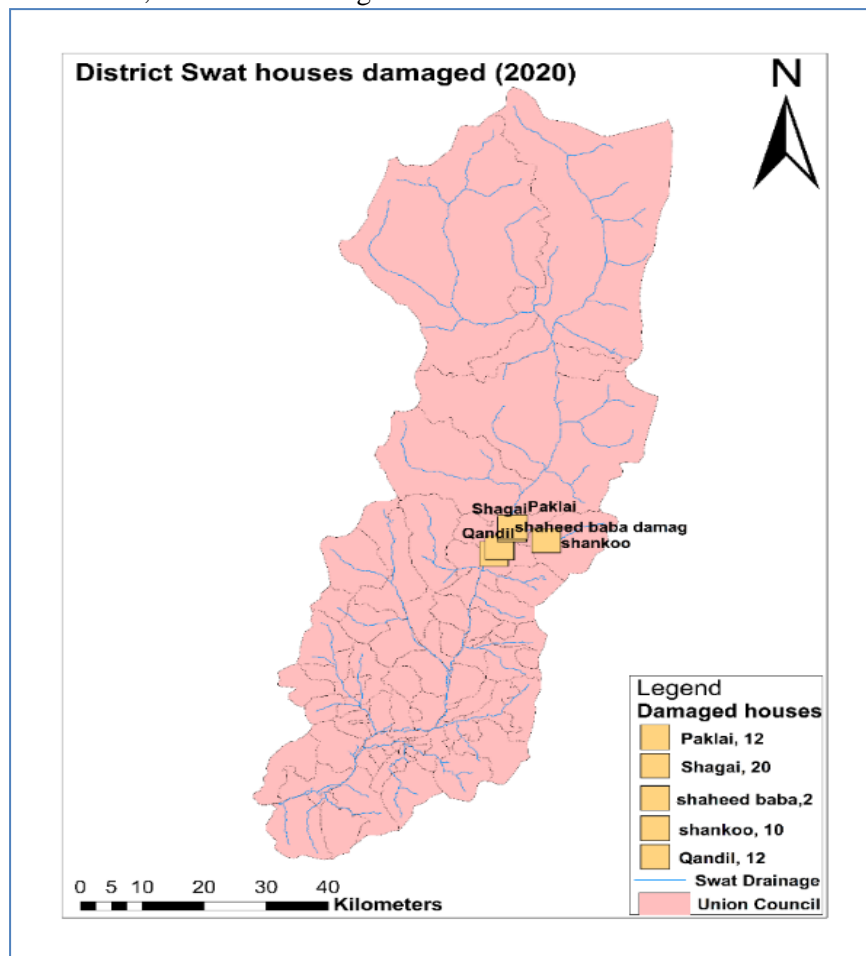 District Swat houses damaged (2020)
N
Shagai Paklai
Qandil shaheed baba damag
shankoo
Legend
Damaged houses
Paklai, 12
Shagai, 20
shaheed baba,2
shankoo, 10
Qandil, 12
Swat Drainage
Union Council
0 5 10 20 30 40
Kilometers